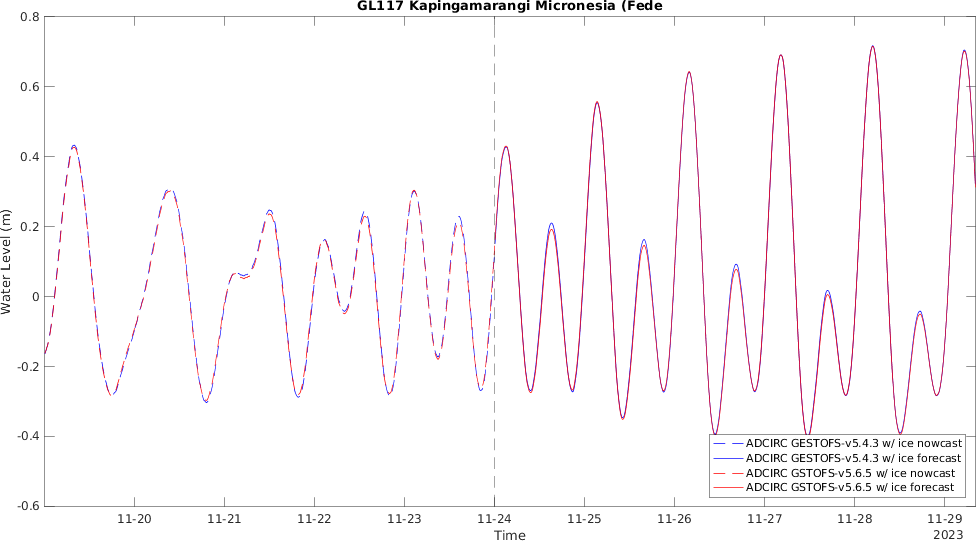 GL117 Kapingamarangi Micronesia (Fede
0.8
0.6
0.4
0.2
0
-0.2
-0.4
-0.6
Water Level (m)
ADCIRC GESTOFS-v5.4.3 w/ ice nowcast
ADCIRC GESTOFS-v5.4.3 w/ ice forecast
ADCIRC GSTOFS-v5.6.5 w/ ice nowcast
ADCIRC GSTOFS-v5.6.5 w/ ice forecast
11-20 11-21 11-22 11-23 11-24 11-25 11-26 11-27 11-28 11-29
Time
2023